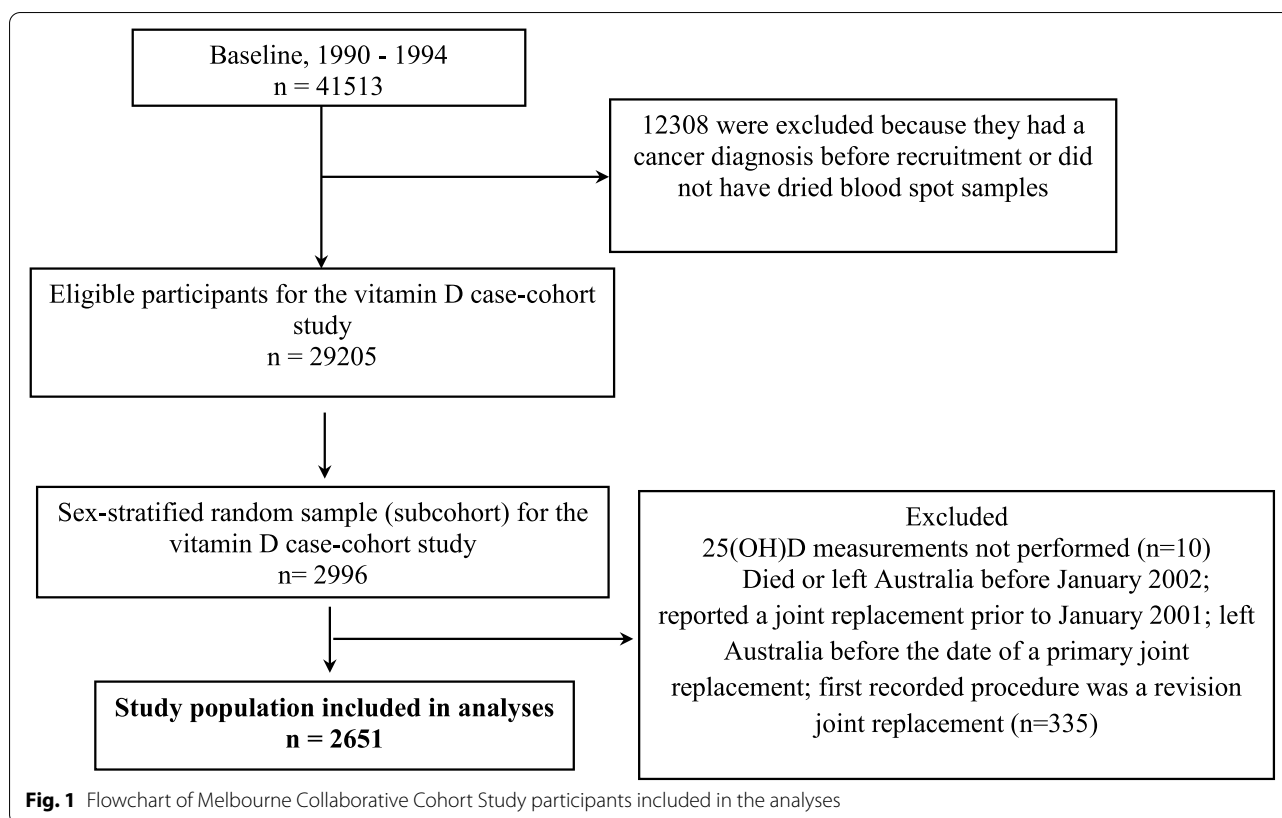 Baseline, 1990 - 1994
n = 41513
12308 were excluded because they had a
cancer diagnosis before recruitment or did
not have dried blood spot samples
Eligible participants for the vitamin D case-cohort
study
n = 29205
Sex-stratified random sample (subcohort) for the
vitamin D case-cohort study
n= 2996
Excluded
25(OH)D measurements not performed (n=10)
Died or left Australia before January 2002;
reported a joint replacement prior to January 2001; left
Australia before the date of a primary joint
replacement; first recorded procedure was a revision
joint replacement (n=335)
Study population included in analyses
n = 2651
Fig. 1 Flowchart of Melbourne Collaborative Cohort Study participants included in the analyses